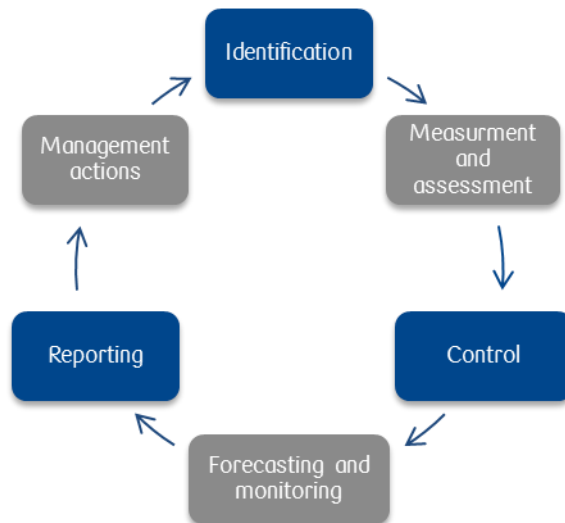 Identification
Measurment
and
assessment
Control
Forecasting and
monitoring
Reporting
Management
actions